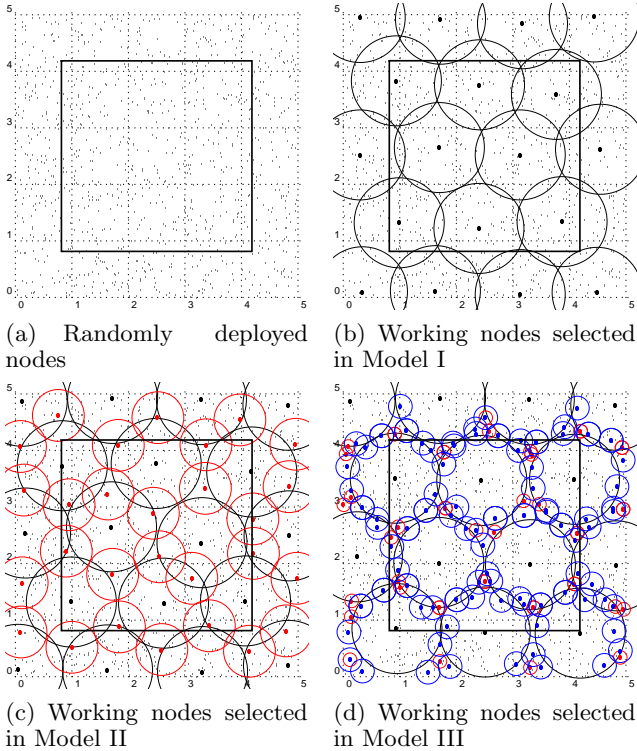 5
4
3
2
1
0
0 1 2 3 4 5
(a) Randomly deployed
nodes
5
4
3
2
1
0
0 1 2 3 4 5
(b) Working nodes selected
in Model I
5
4
3
2
1
0
0 1 2 3 4 5
(c) Working nodes selected
in Model II
5
4
3
2
1
0
0 1 2 3 4 5
(d) Working nodes selected
in Model III